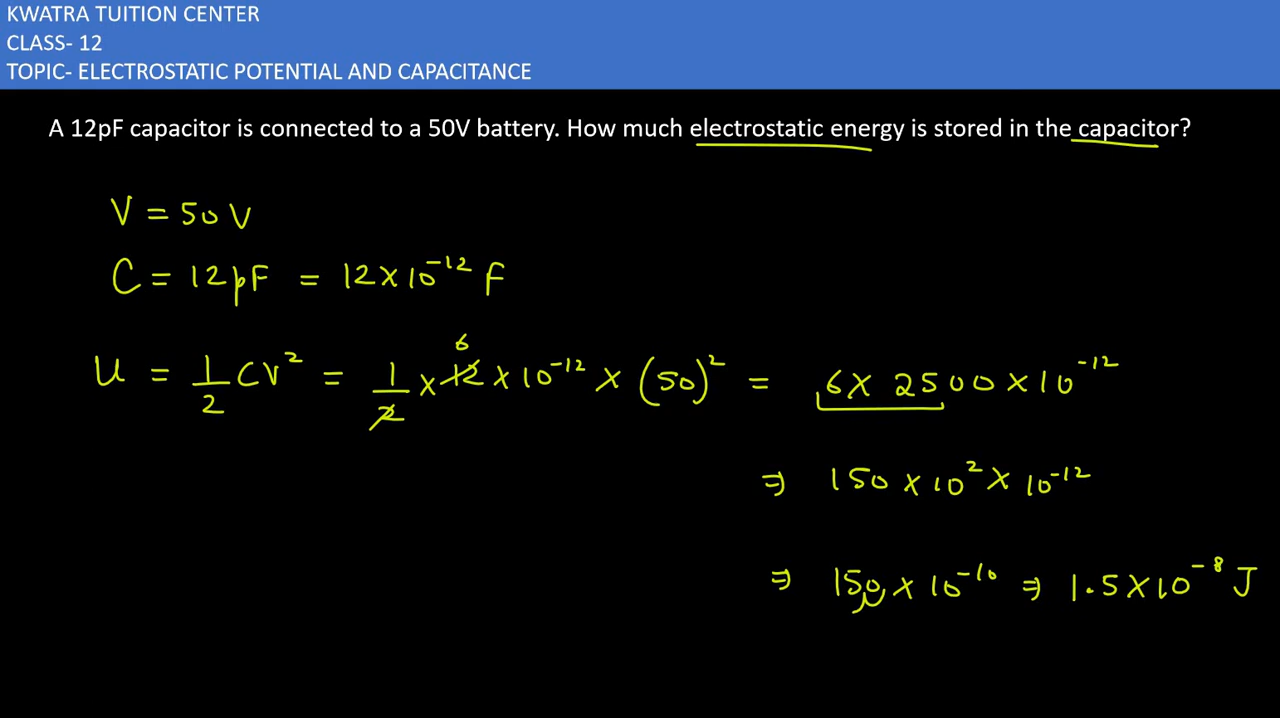 KWATRA TUITION CENTER
CLASS- 12
TOPIC- ELECTROSTATIC POTENTIAL AND CAPACITANCE
A 12pF capacitor is connected to a 50V battery. How much electrostatic energy is stored in the capacitor?
V = 50 V
C = 12pF = 12×10⁻¹² F
U = 1/2 CV² = 1/2 × 12 6 × 10⁻¹² × (50)² = 6× 2500×10⁻¹²
⇒ 150×10²×10⁻¹²
⇒ 150×10⁻¹⁰ ⇒ 1.5×10⁻⁸ J